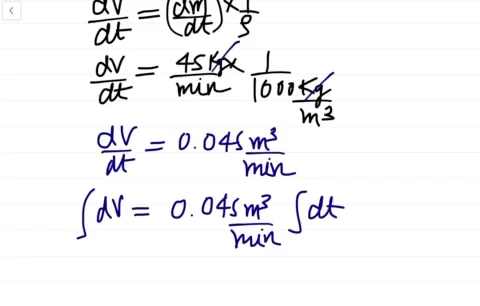 dV/dt = (dm/dt) × 1/ρ
dV/dt = 45 Kg/min × 1/1000 Kg/m³
dV/dt = 0.045 m³/min
∫dV = 0.045 m³/min ∫dt